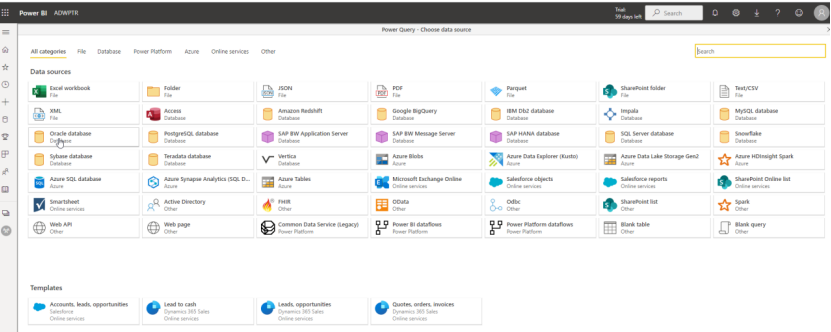 Power BI ADWPTR
Trial:
59 days left
Search
Power Query - Choose data source
All categories File Database Power Platform Azure Online services Other
Search
Data sources
Excel workbook
File
Folder
File
JSON
File
PDF
File
Parquet
File
SharePoint folder
File
Text/CSV
File
XML
File
Access
Database
Amazon Redshift
Database
Google BigQuery
Database
IBM Db2 database
Database
Impala
Database
MySQL database
Database
Oracle database
Database
PostgreSQL database
Database
SAP BW Application Server
Database
SAP BW Message Server
Database
SAP HANA database
Database
SQL Server database
Database
Snowflake
Database
Sybase database
Database
Teradata database
Database
Vertica
Database
Azure Blobs
Azure
Azure Data Explorer (Kusto)
Azure
Azure Data Lake Storage Gen2
Azure
Azure HDInsight Spark
Azure
Azure SQL database
Azure
Azure Synapse Analytics (SQL D...
Azure
Azure Tables
Azure
Microsoft Exchange Online
Online services
Salesforce objects
Online services
Salesforce reports
Online services
SharePoint Online list
Online services
Smartsheet
Online services
Active Directory
Other
FHIR
Other
OData
Other
Odbc
Other
SharePoint list
Other
Spark
Other
Web API
Other
Web page
Other
Common Data Service (Legacy)
Power Platform
Power BI dataflows
Power Platform
Power Platform dataflows
Power Platform
Blank table
Other
Blank query
Other
Templates
Accounts, leads, opportunities
Salesforce
Online services
Lead to cash
Dynamics 365 Sales
Online services
Leads, opportunities
Dynamics 365 Sales
Online services
Quotes, orders, invoices
Dynamics 365 Sales
Online services